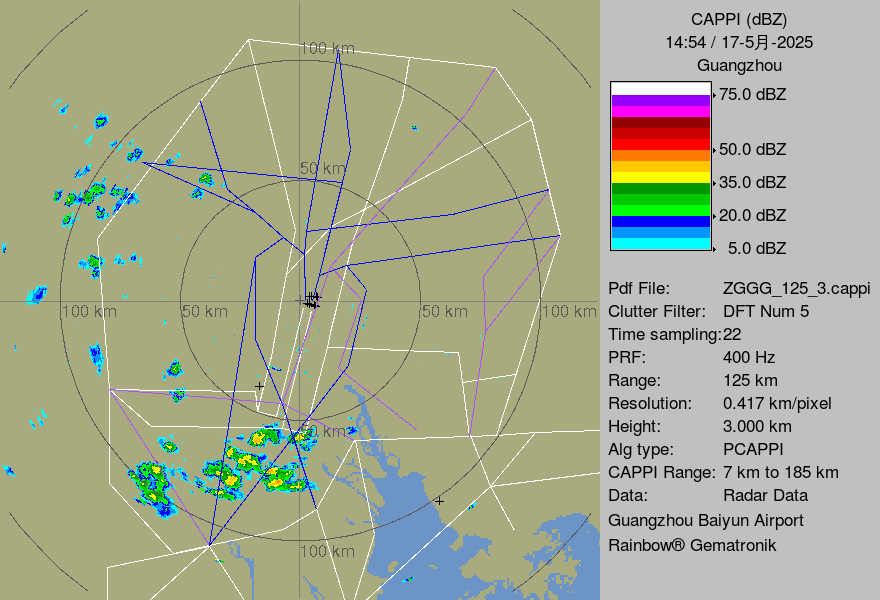 CAPPI (dBZ)
14:54 / 17-5月-2025
Guangzhou
75.0 dBZ
50.0 dBZ
35.0 dBZ
20.0 dBZ
5.0 dBZ
Pdf File: ZGGG_125_3.cappi
Clutter Filter: DFT Num 5
Time sampling:22
PRF: 400 Hz
Range: 125 km
Resolution: 0.417 km/pixel
Height: 3.000 km
Alg type: PCAPPI
CAPPI Range: 7 km to 185 km
Data: Radar Data
Guangzhou Baiyun Airport
Rainbow® Gematronik
100 km
50 km
100 km
50 km
50 km
100 km
50 km
100 km